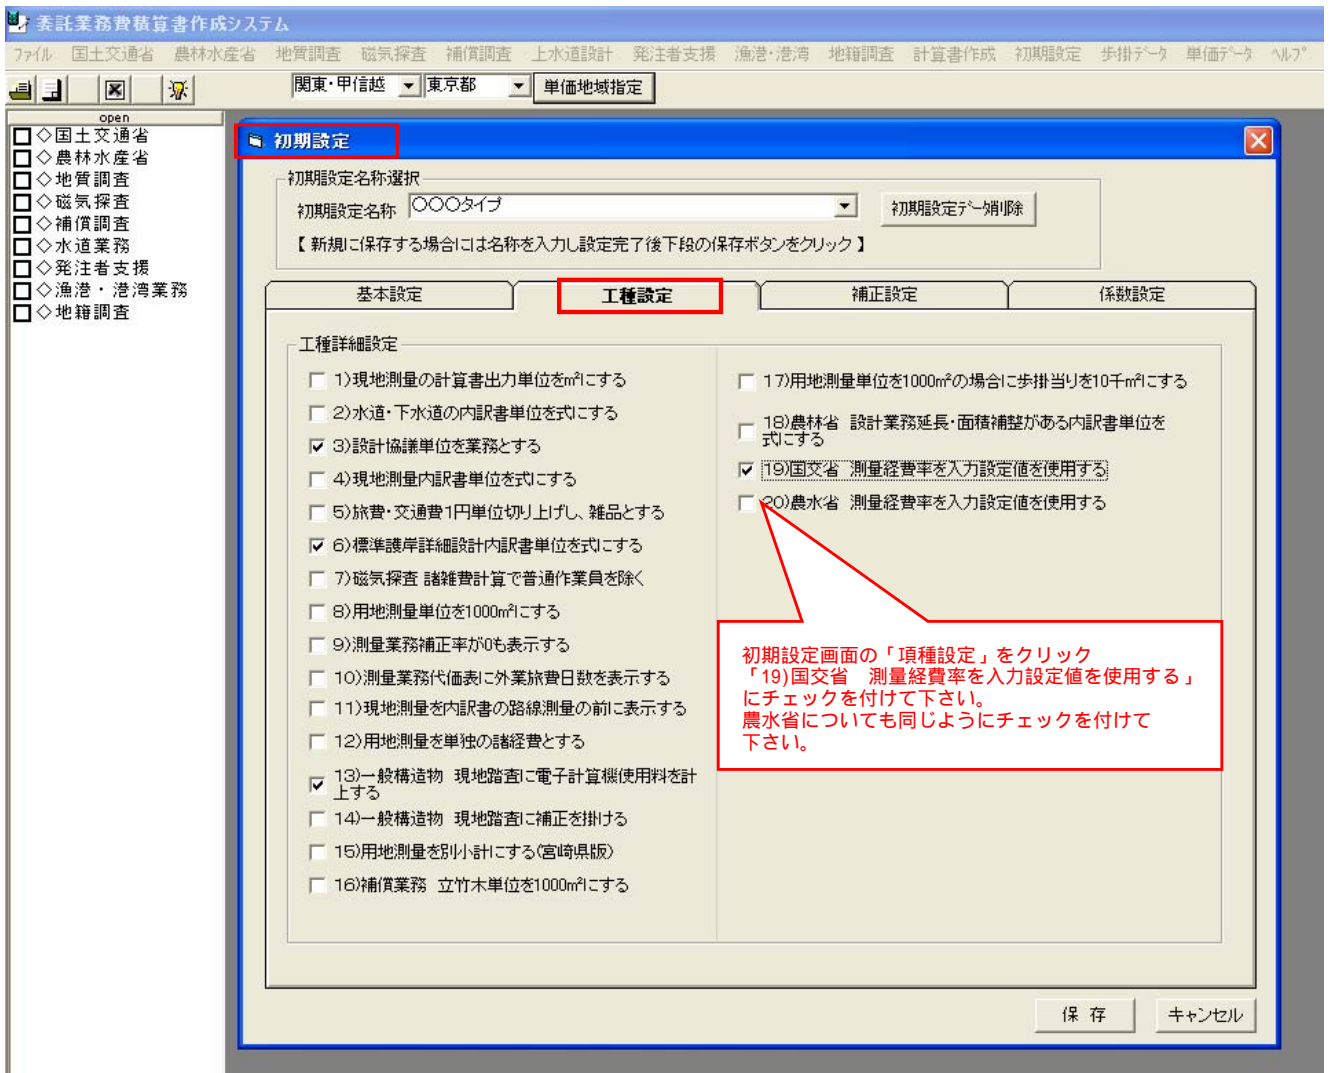 委託業務費積算書作成システム
ファイル 国土交通省 農林水産省 地質調査 磁気探査 補償調査 上水道設計 発注者支援 漁港・港湾 地籍調査 計算書作成 初期設定 歩掛データ 単価データ ヘルプ
関東・甲信越 東京都 単価地域指定
open
◇国土交通省
◇農林水産省
◇地質調査
◇磁気探査
◇補償調査
◇水道業務
◇発注者支援
◇漁港・港湾業務
◇地籍調査
初期設定
初期設定名称選択
初期設定名称 〇〇〇タイプ 初期設定データ削除
【 新規に保存する場合には名称を入力し設定完了後下段の保存ボタンをクリック 】
基本設定 工種設定 補正設定 係数設定
工種詳細設定
1)現地測量の計算書出力単位を㎡にする
2)水道・下水道の内訳書単位を式にする
3)設計協議単位を業務とする
4)現地測量内訳書単位を式にする
5)旅費・交通費1円単位切り上げし、雑品とする
6)標準護岸詳細設計内訳書単位を式にする
7)磁気探査 諸雑費計算で普通作業員を除く
8)用地測量単位を1000㎡にする
9)測量業務補正率が0も表示する
10)測量業務代価表に外業旅費日数を表示する
11)現地測量を内訳書の路線測量の前に表示する
12)用地測量を単独の諸経費とする
13)一般構造物 現地踏査に電子計算機使用料を計
上する
14)一般構造物 現地踏査に補正を掛ける
15)用地測量を別小計にする(宮崎県版)
16)補償業務 立竹木単位を1000㎡にする
17)用地測量単位を1000㎡の場合に歩掛当りを10千㎡にする
18)農林省 設計業務延長・面積補整がある内訳書単位を
式にする
19)国交省 測量経費率を入力設定値を使用する
20)農水省 測量経費率を入力設定値を使用する
初期設定画面の「項種設定」をクリック
「19)国交省 測量経費率を入力設定値を使用する」
にチェックを付けて下さい。
農水省についても同じようにチェックを付けて
下さい。
保 存 キャンセル